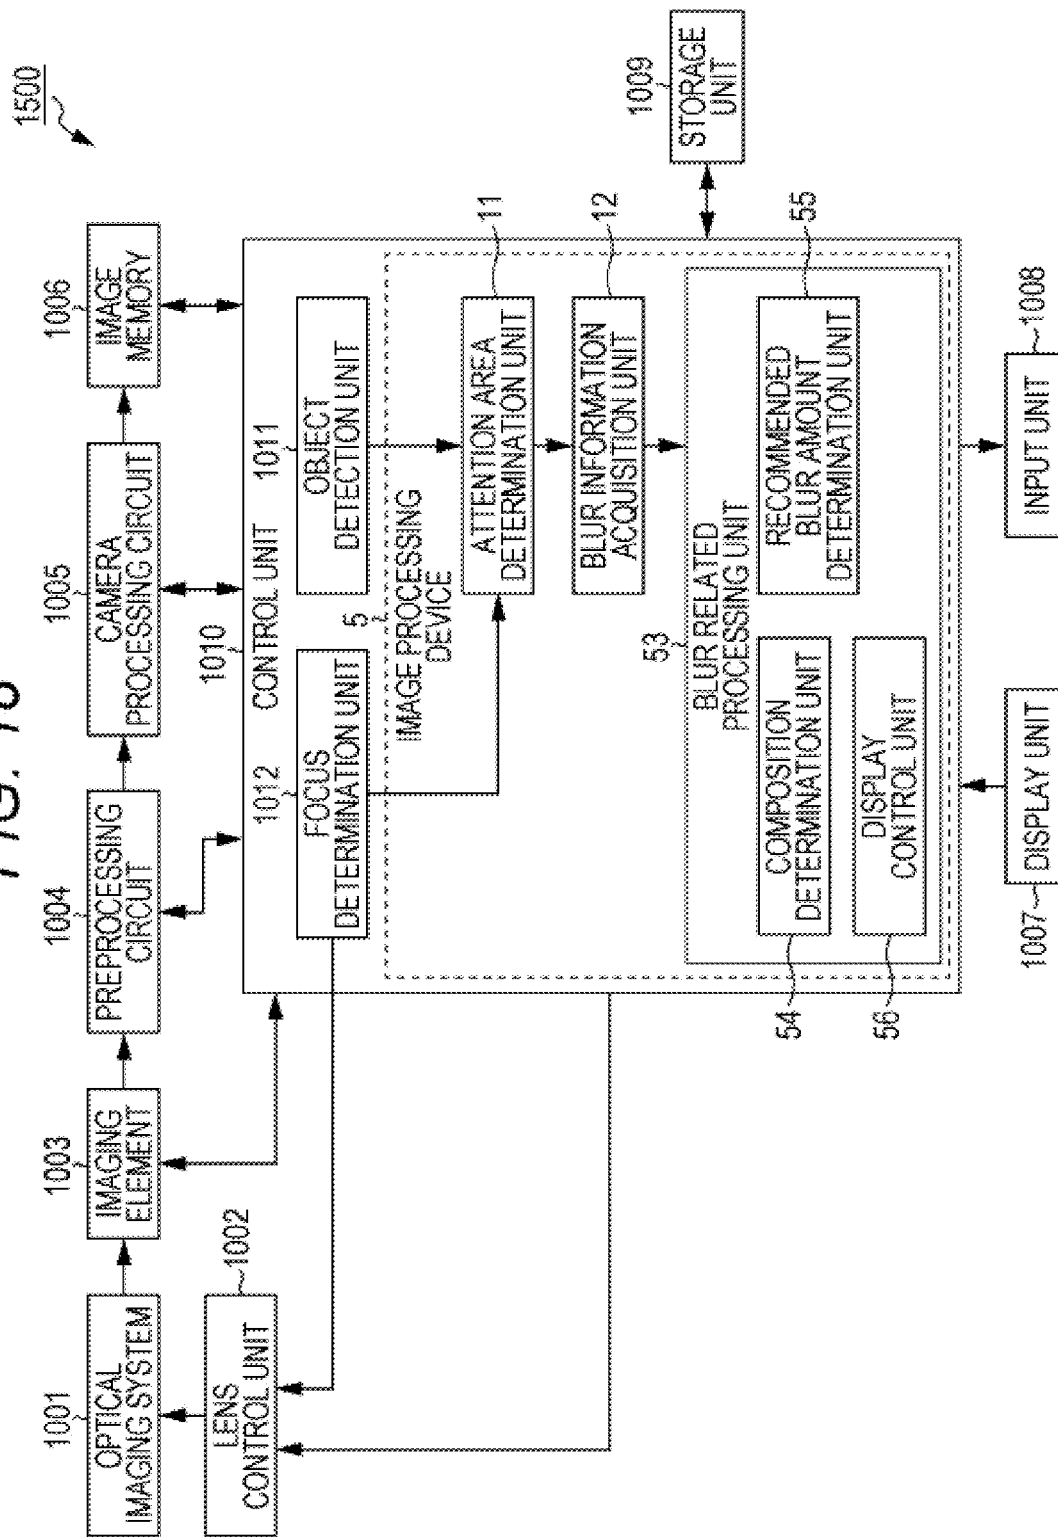 FIG.
1500
1001
OPTICAL
IMAGING SYSTEM
1003
IMAGING
ELEMENT
1004
PREPROCESSING
CIRCUIT
1005
CAMERA
PROCESSING CIRCUIT
1006
IMAGE
MEMORY
1002
LENS
CONTROL UNIT
1010
CONTROL UNIT
1012
FOCUS
DETERMINATION UNIT
1011
OBJECT
DETECTION UNIT
5
IMAGE PROCESSING
DEVICE
11
ATTENTION AREA
DETERMINATION UNIT
12
BLUR INFORMATION
ACQUISITION UNIT
53
BLUR RELATED
PROCESSING UNIT
54
COMPOSITION
DETERMINATION UNIT
55
RECOMMENDED
BLUR AMOUNT
DETERMINATION UNIT
56
DISPLAY
CONTROL UNIT
1009
STORAGE
UNIT
1007
DISPLAY UNIT
1008
INPUT UNIT